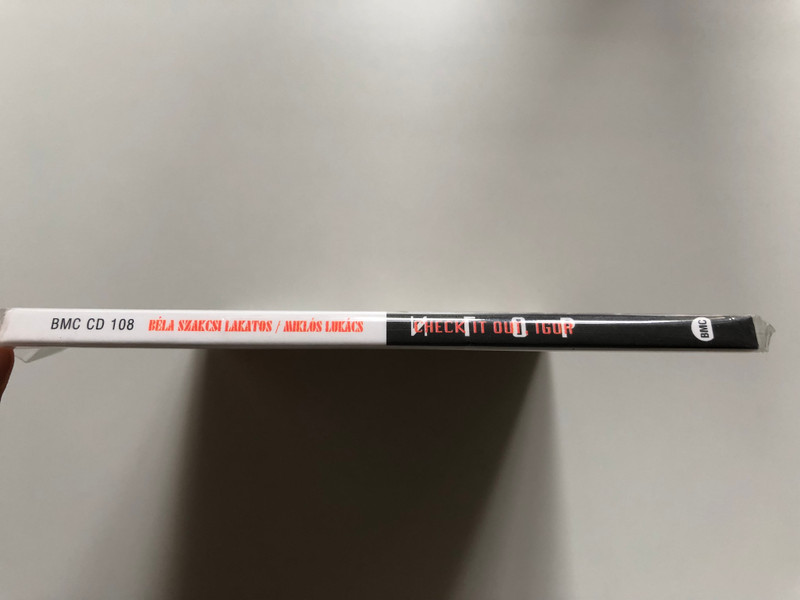 BMC CD 108 BÉLA SZAKCSI LAKATOS / MIKLÓS LUKÁCS CHECK IT OUT, IGOR BMC